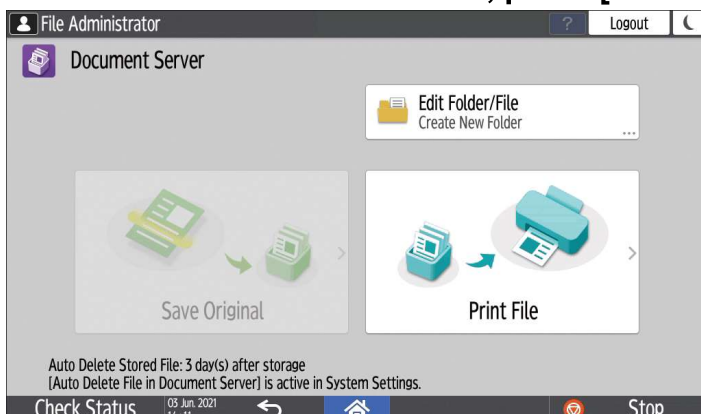 File Administrator
?
Logout
Document Server
Edit Folder/File
Create New Folder
...
Save Original
Print File
Auto Delete Stored File: 3 day(s) after storage
[Auto Delete File in Document Server] is active in System Settings.
Check Status
03 Jun. 2021
Stop